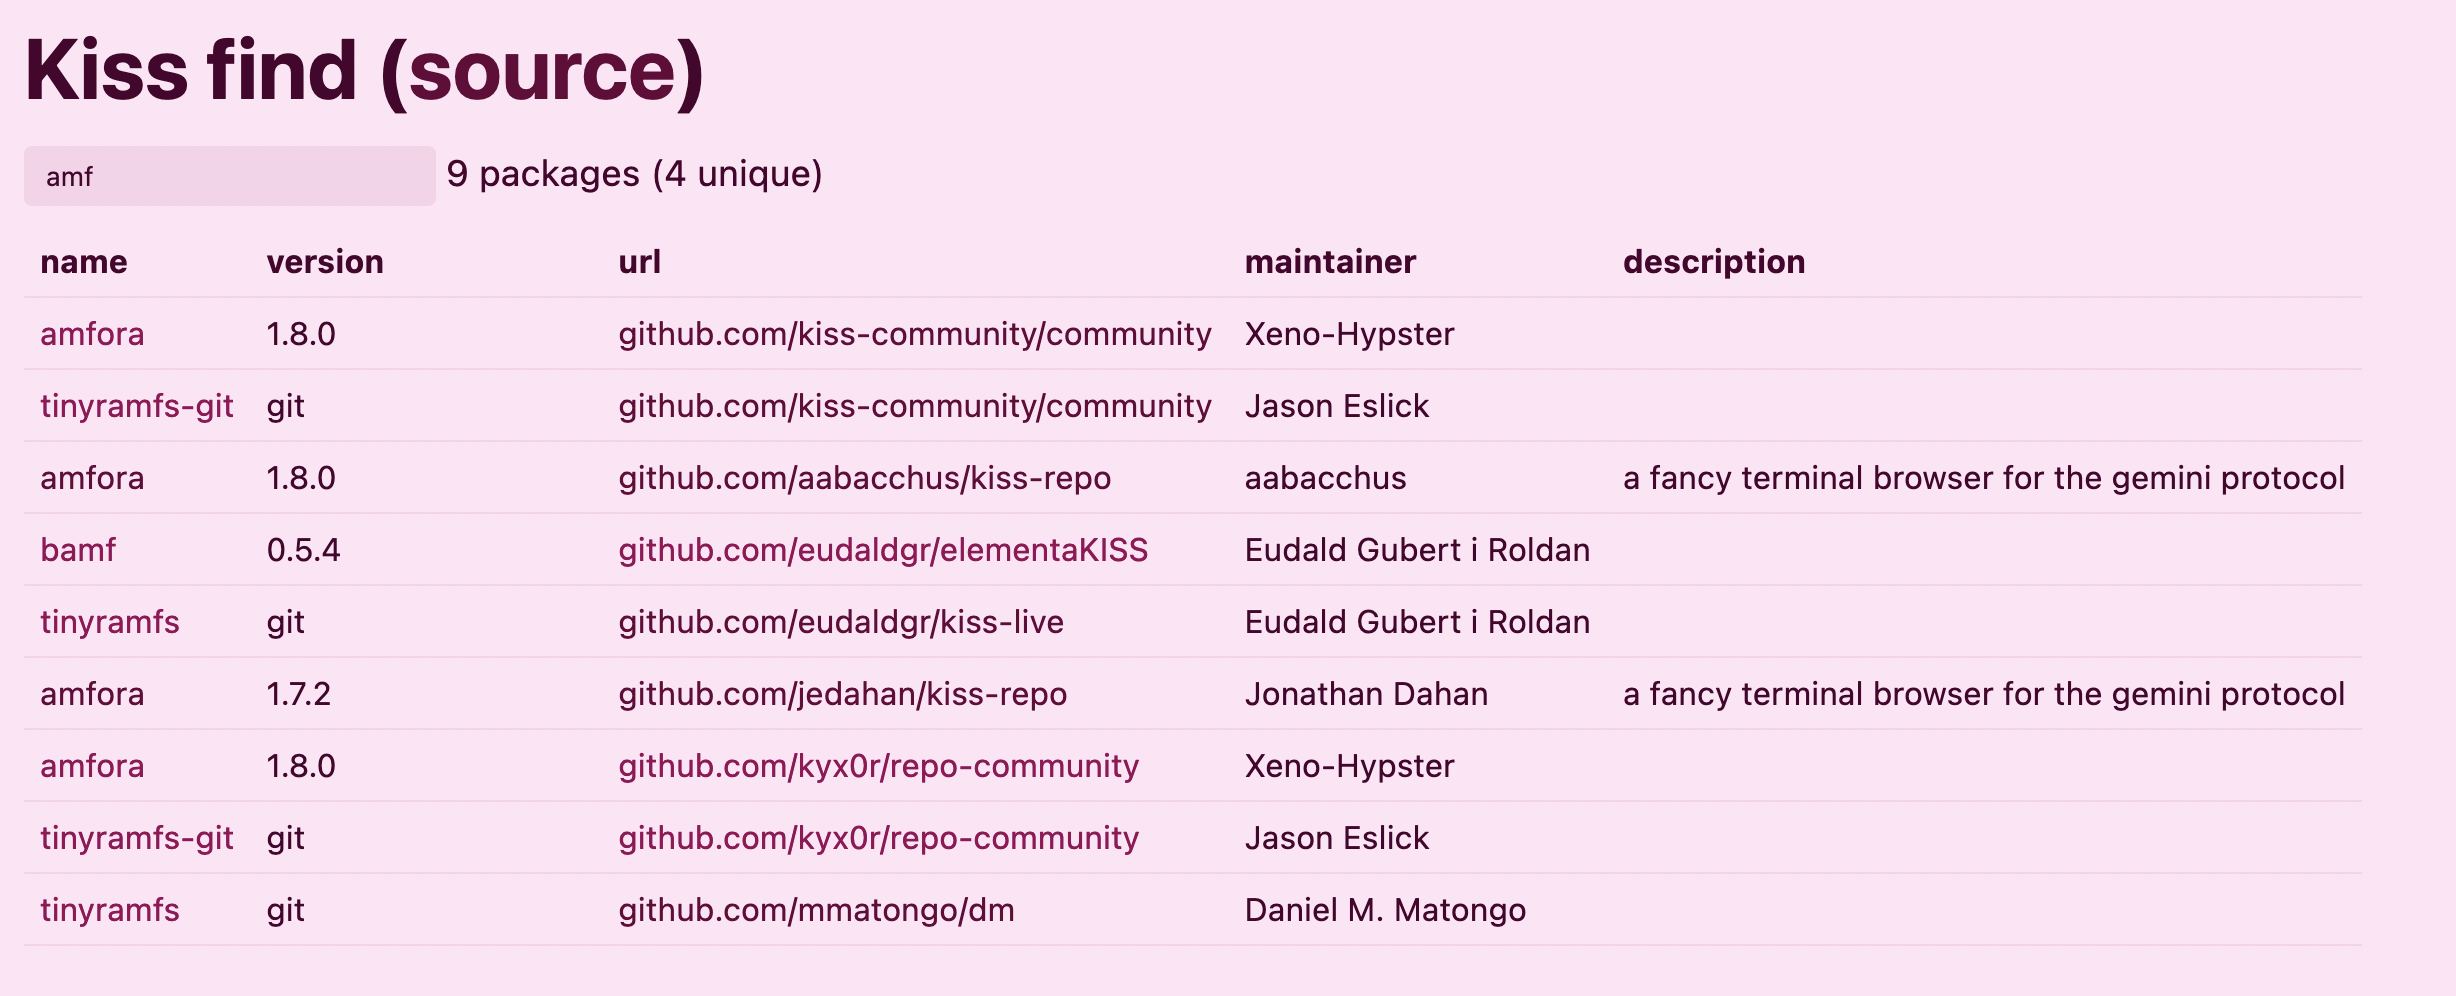 Kiss find (source)
amf 9 packages (4 unique)
name version url maintainer description
amfora 1.8.0 github.com/kiss-community/community Xeno-Hypster
tinyramfs-git git github.com/kiss-community/community Jason Eslick
amfora 1.8.0 github.com/aabacchus/kiss-repo aabacchus a fancy terminal browser for the gemini protocol
bamf 0.5.4 github.com/eudaldgr/elementaKISS Eudald Gubert i Roldan
tinyramfs git github.com/eudaldgr/kiss-live Eudald Gubert i Roldan
amfora 1.7.2 github.com/jedahan/kiss-repo Jonathan Dahan a fancy terminal browser for the gemini protocol
amfora 1.8.0 github.com/kyx0r/repo-community Xeno-Hypster
tinyramfs-git git github.com/kyx0r/repo-community Jason Eslick
tinyramfs git github.com/mmatongo/dm Daniel M. Matongo